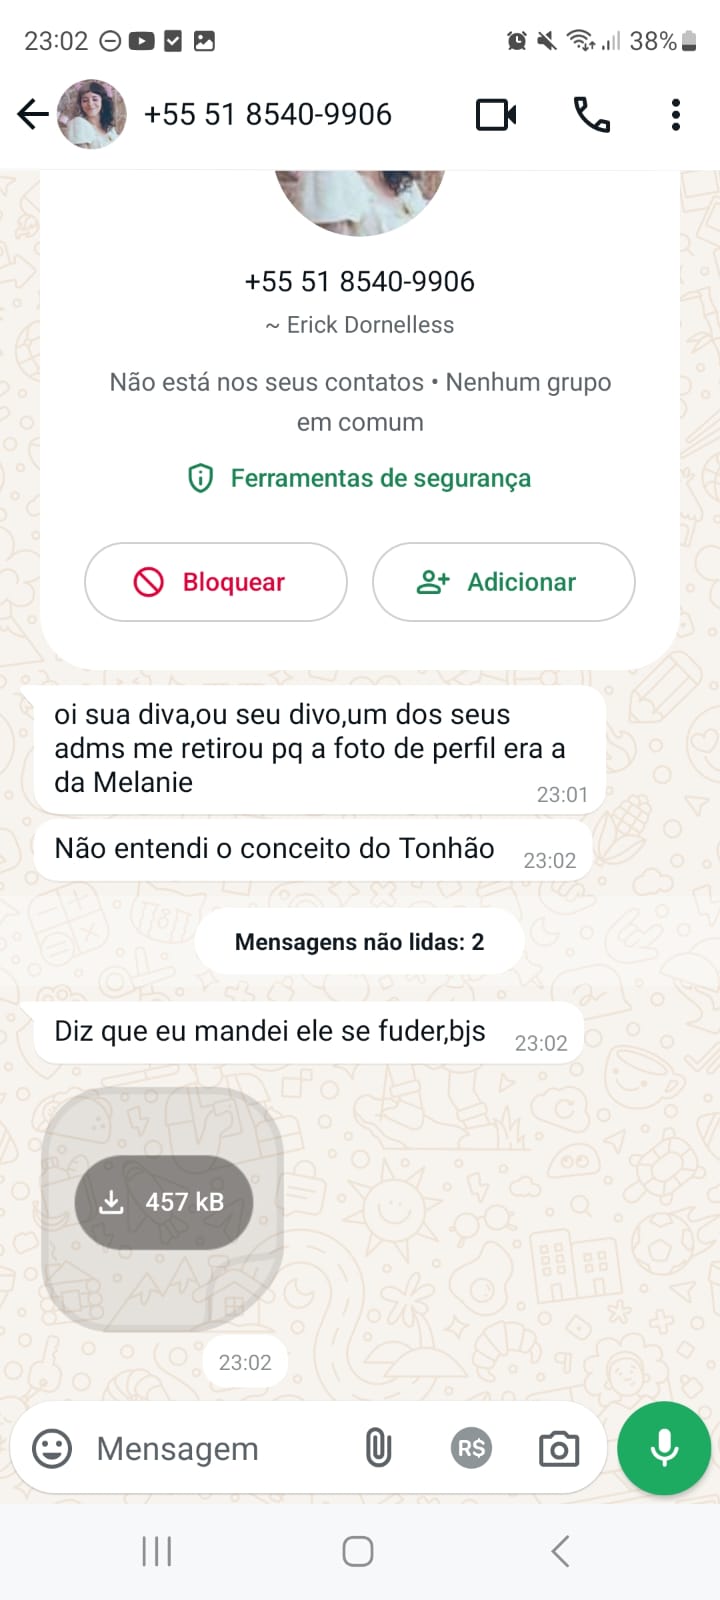 23:02
38%
+55 51 8540-9906
+55 51 8540-9906
~ Erick Dornelless
Não está nos seus contatos • Nenhum grupo
em comum
Ferramentas de segurança
Bloquear
Adicionar
oi sua diva,ou seu divo,um dos seus
adms me retirou pq a foto de perfil era a
da Melanie
23:01
Não entendi o conceito do Tonhão
23:02
Mensagens não lidas: 2
Diz que eu mandei ele se fuder,bjs
23:02
457 kB
23:02
Mensagem
R$